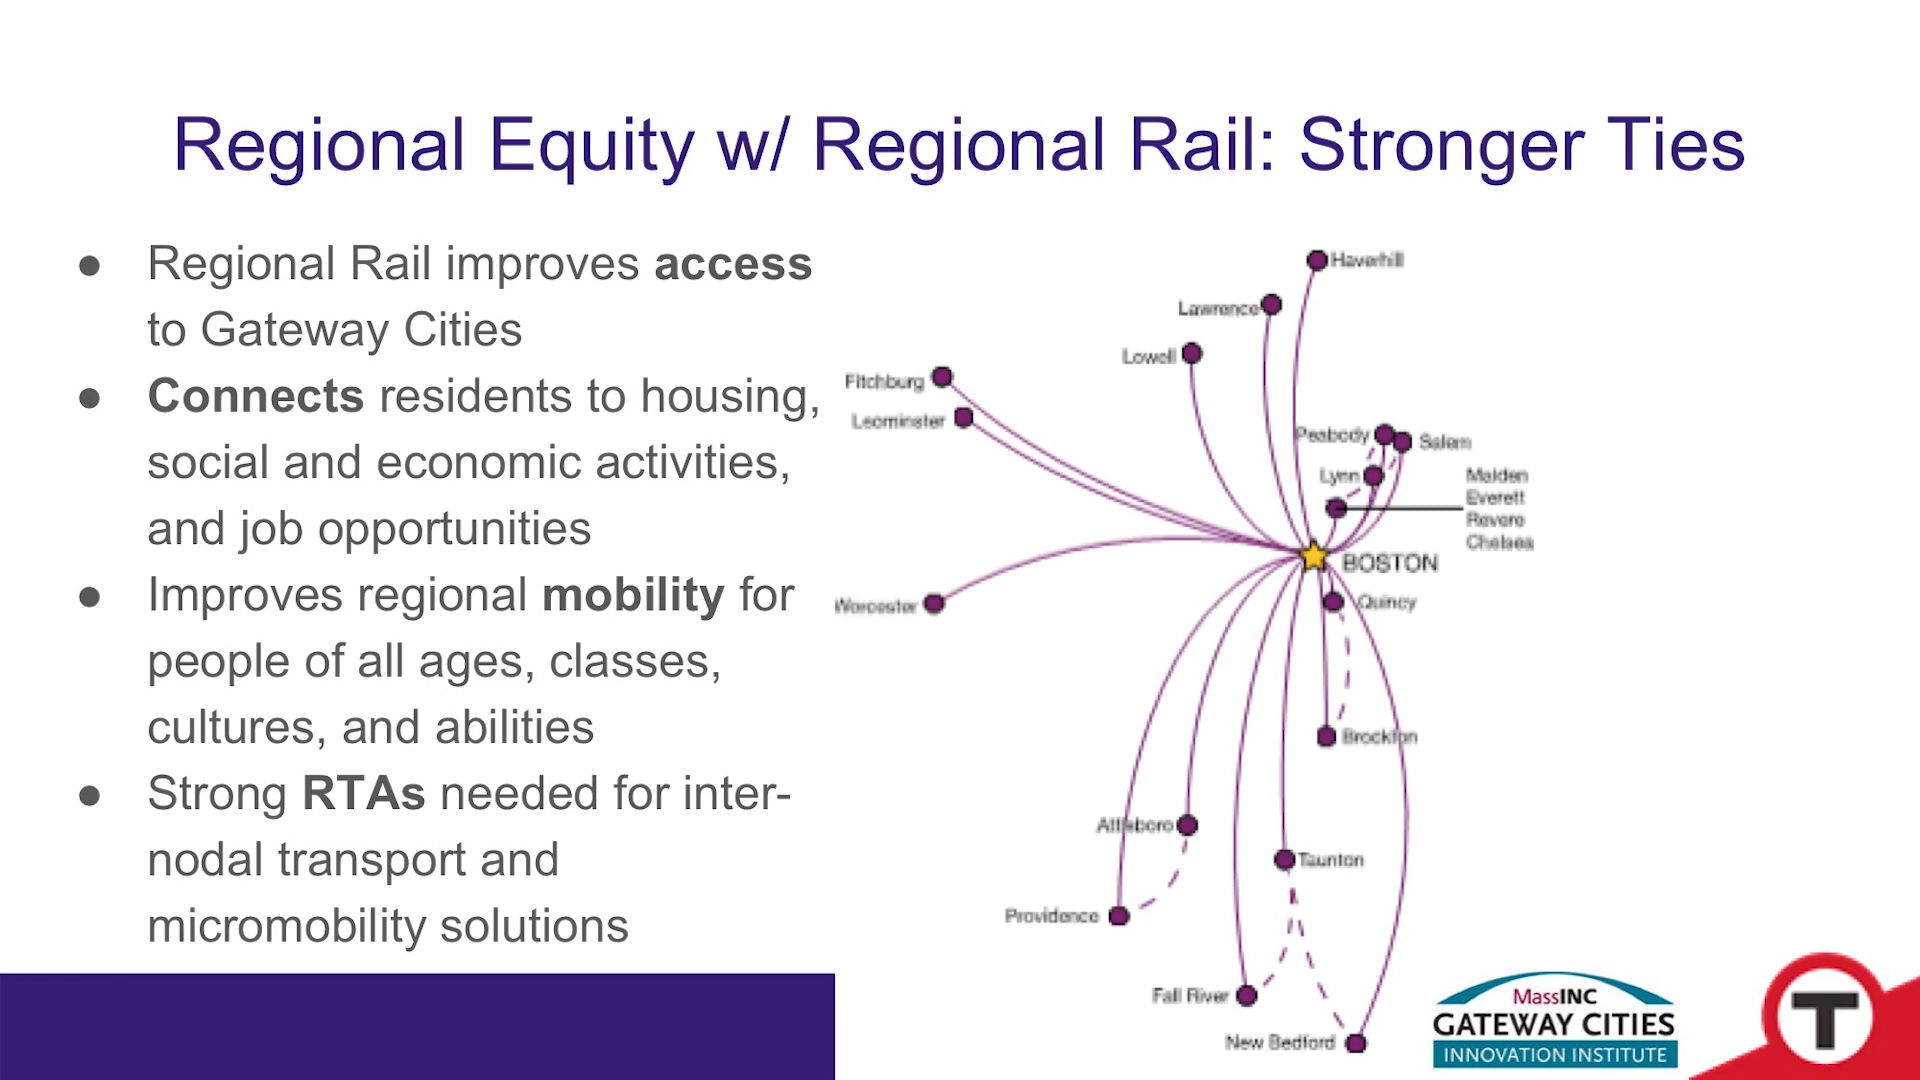 Regional Equity w/ Regional Rail: Stronger Ties
● Regional Rail improves access
to Gateway Cities
● Connects residents to housing,
social and economic activities,
and job opportunities
● Improves regional mobility for
people of all ages, classes,
cultures, and abilities
● Strong RTAs needed for inter-
nodal transport and
micromobility solutions
Haverhill
Lawrence
Lowell
Fitchburg
Leominster
Peabody
Salem
Lynn
Malden
Everett
Revere
Chelsea
BOSTON
Worcester
Quincy
Brockton
Attleboro
Taunton
Providence
Fall River
New Bedford
MassINC
GATEWAY CITIES
INNOVATION INSTITUTE
T